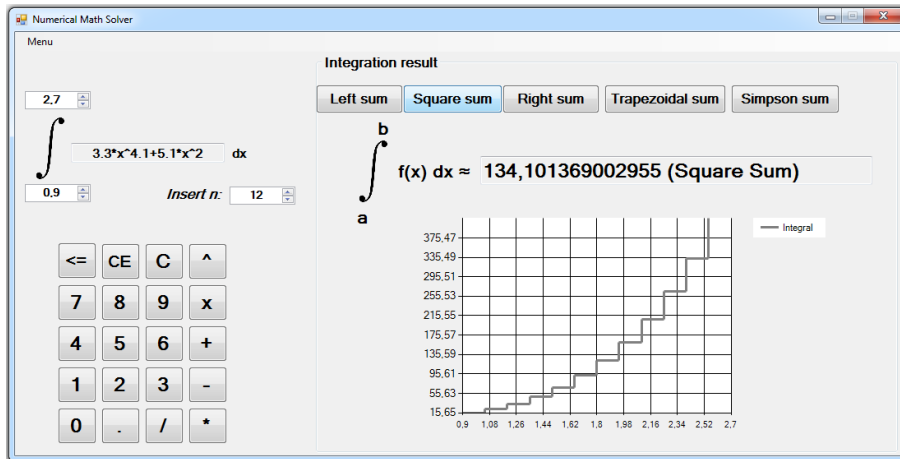 Numerical Math Solver
Menu
2,7
3.3*x^4.1+5.1*x^2 dx
0,9
Insert n: 12
<= CE C ^
7 8 9 x
4 5 6 +
1 2 3 -
0 . / *
Integration result
Left sum Square sum Right sum Trapezoidal sum Simpson sum
b
f(x) dx ≈ 134,101369002955 (Square Sum)
a
Integral
375,47
335,49
295,51
255,53
215,55
175,57
135,59
95,61
55,63
15,65
0,9 1,08 1,26 1,44 1,62 1,8 1,98 2,16 2,34 2,52 2,7